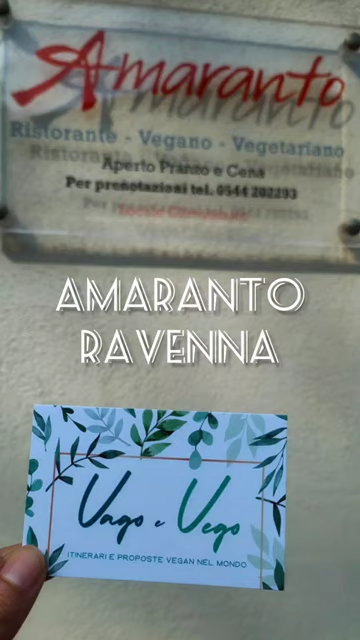 Amaranto
Ristorante - Vegano - Vegetariano
Aperto Pranzo e Cena
Per prenotazioni tel. 0544 202293
AMARANTO
RAVENNA
Vago e Vego
ITINERARI E PROPOSTE VEGAN NEL MONDO